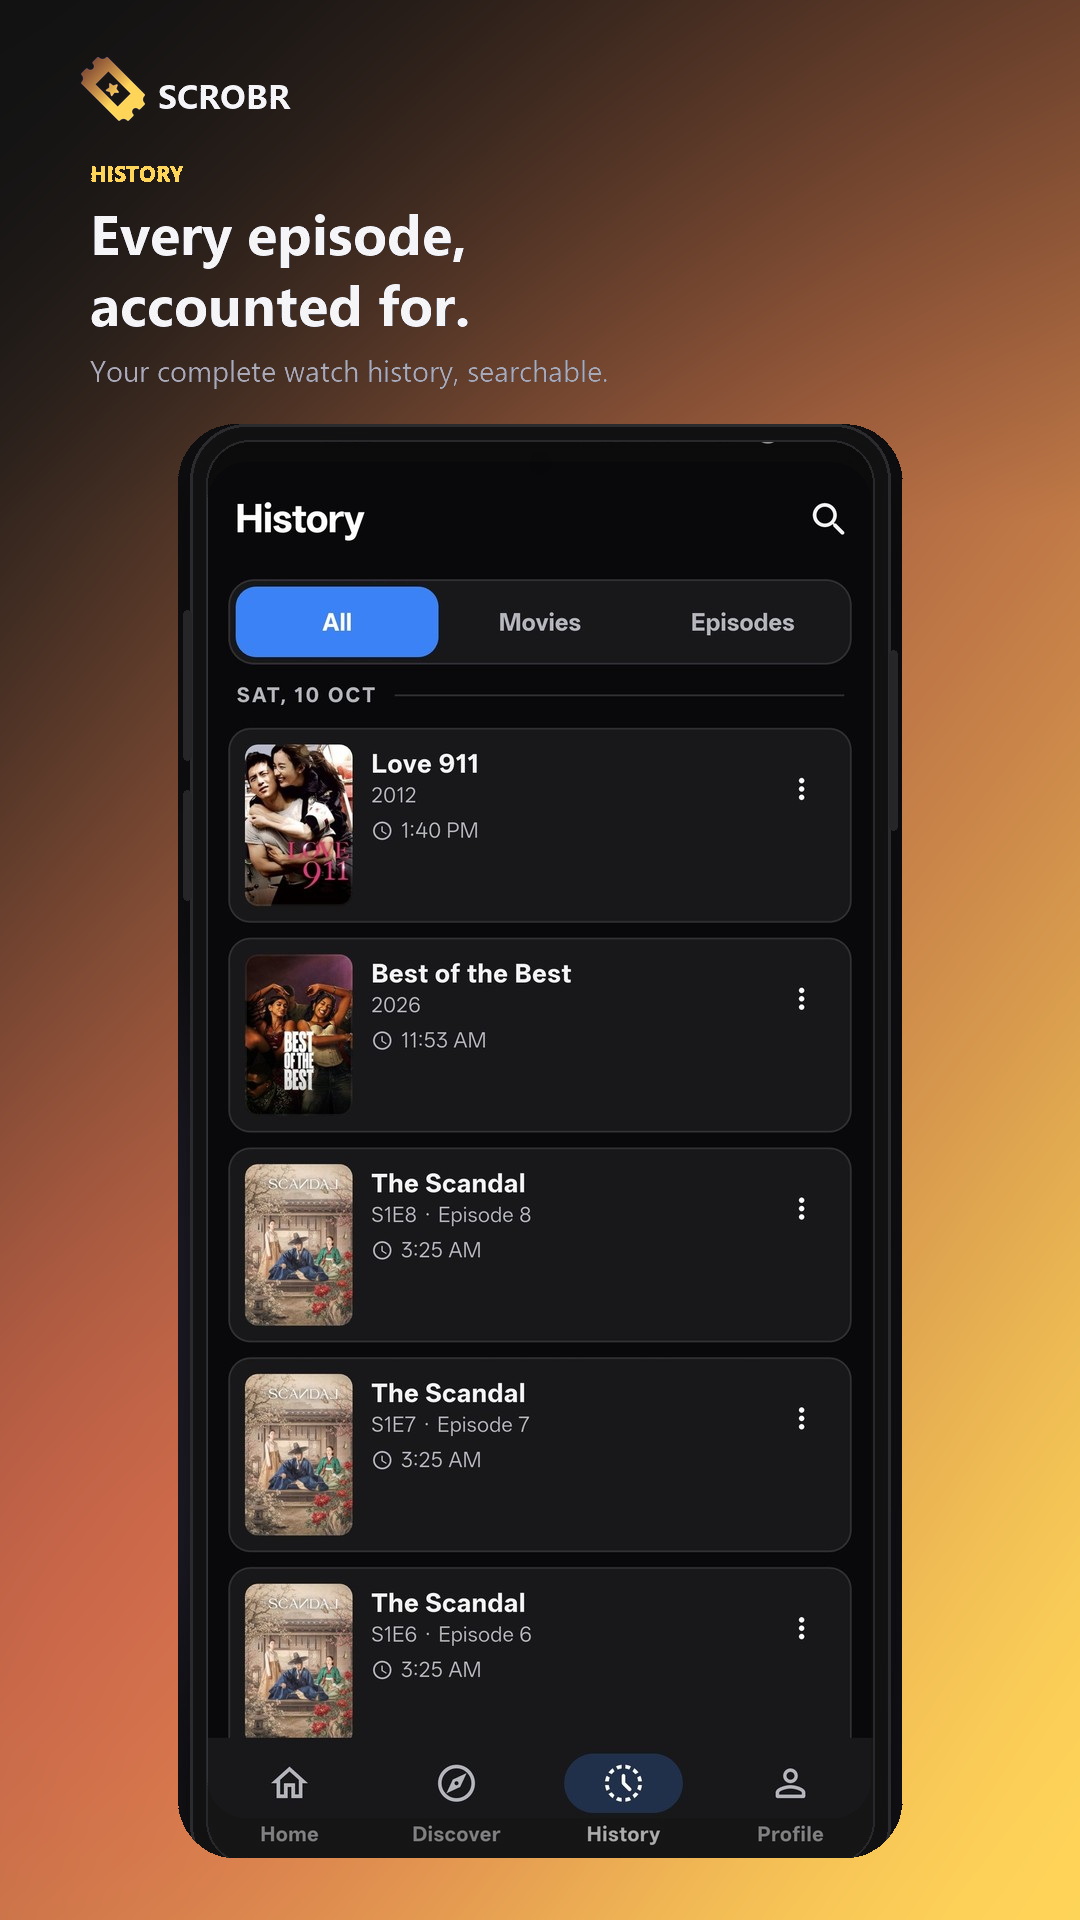 SCROBR
HISTORY
Every episode,
accounted for.
Your complete watch history, searchable.
History
All Movies Episodes
SAT, 10 OCT
LOVE
911
Love 911
2012
1:40 PM
BEST
OF THE
BEST
Best of the Best
2026
11:53 AM
SCANDAL
The Scandal
S1E8 · Episode 8
3:25 AM
SCANDAL
The Scandal
S1E7 · Episode 7
3:25 AM
SCANDAL
The Scandal
S1E6 · Episode 6
3:25 AM
Home Discover History Profile